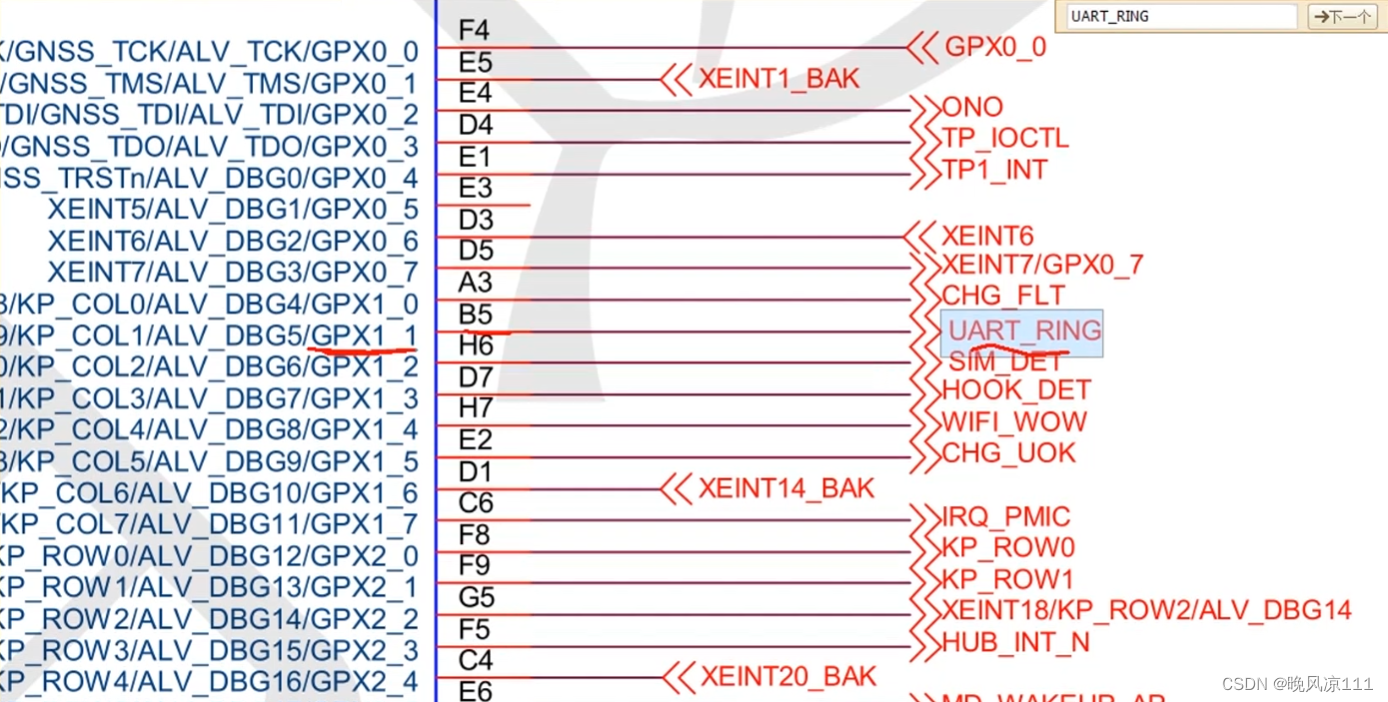 UART_RING
下一个
K/GNSS_TCK/ALV_TCK/GPX0_0 F4 GPX0_0
/GNSS_TMS/ALV_TMS/GPX0_1 E5 XEINT1_BAK
TDI/GNSS_TDI/ALV_TDI/GPX0_2 E4 ONO
/GNSS_TDO/ALV_TDO/GPX0_3 D4 TP_IOCTL
SS_TRSTn/ALV_DBG0/GPX0_4 E1 TP1_INT
XEINT5/ALV_DBG1/GPX0_5 E3
XEINT6/ALV_DBG2/GPX0_6 D3 XEINT6
XEINT7/ALV_DBG3/GPX0_7 D5 XEINT7/GPX0_7
/KP_COL0/ALV_DBG4/GPX1_0 A3 CHG_FLT
9/KP_COL1/ALV_DBG5/GPX1_1 B5 UART_RING
0/KP_COL2/ALV_DBG6/GPX1_2 H6 SIM_DET
1/KP_COL3/ALV_DBG7/GPX1_3 D7 HOOK_DET
2/KP_COL4/ALV_DBG8/GPX1_4 H7 WIFI_WOW
3/KP_COL5/ALV_DBG9/GPX1_5 E2 CHG_UOK
KP_COL6/ALV_DBG10/GPX1_6 D1 XEINT14_BAK
KP_COL7/ALV_DBG11/GPX1_7 C6 IRQ_PMIC
KP_ROW0/ALV_DBG12/GPX2_0 F8 KP_ROW0
KP_ROW1/ALV_DBG13/GPX2_1 F9 KP_ROW1
KP_ROW2/ALV_DBG14/GPX2_2 G5 XEINT18/KP_ROW2/ALV_DBG14
KP_ROW3/ALV_DBG15/GPX2_3 F5 HUB_INT_N
KP_ROW4/ALV_DBG16/GPX2_4 C4 XEINT20_BAK
E6
CSDN @晚风凉111